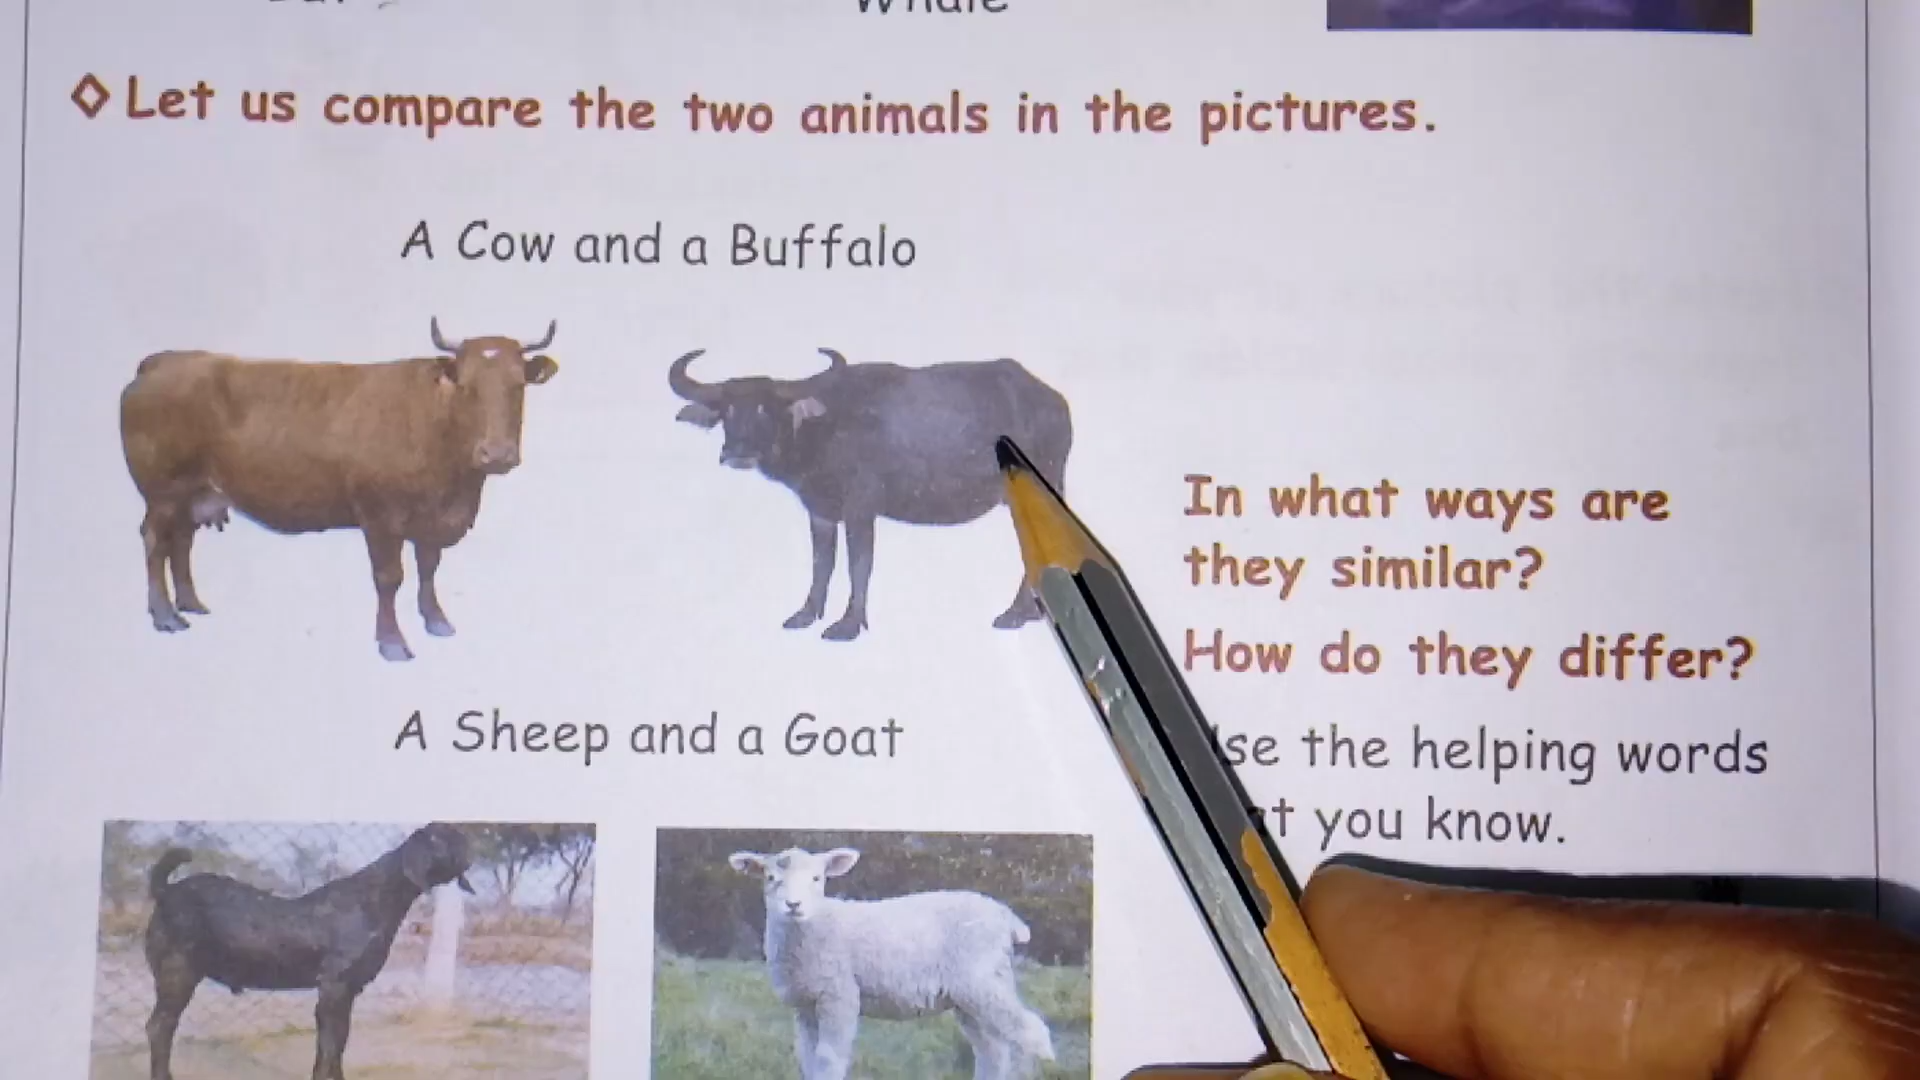 Whale
◇ Let us compare the two animals in the pictures.
A Cow and a Buffalo
In what ways are
they similar?
How do they differ?
A Sheep and a Goat
the helping words
you know.